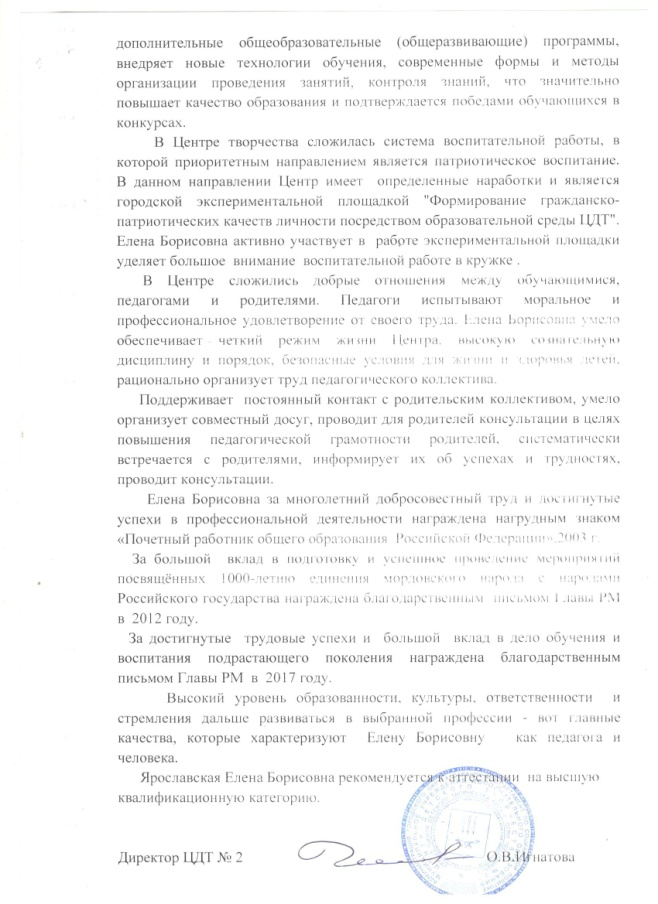 дополнительные общеобразовательные (общеразвивающие) программы,
внедряет новые технологии обучения, современные формы и методы
организации проведения занятий, контроля знаний, что значительно
повышает качество образования и подтверждается победами обучающихся в
конкурсах.
В Центре творчества сложилась система воспитательной работы, в
которой приоритетным направлением является патриотическое воспитание.
В данном направлении Центр имеет определенные наработки и является
городской экспериментальной площадкой "Формирование гражданско-
патриотических качеств личности посредством образовательной среды ЦДТ".
Елена Борисовна активно участвует в работе экспериментальной площадки
уделяет большое внимание воспитательной работе в кружке .
В Центре сложились добрые отношения между обучающимися,
педагогами и родителями. Педагоги испытывают моральное и
профессиональное удовлетворение от своего труда. Елена Борисовна умело
обеспечивает четкий режим жизни Центра, высокую сознательную
дисциплину и порядок, безопасные условия для жизни и здоровья детей,
рационально организует труд педагогического коллектива.
Поддерживает постоянный контакт с родительским коллективом, умело
организует совместный досуг, проводит для родителей консультации в целях
повышения педагогической грамотности родителей, систематически
встречается с родителями, информирует их об успехах и трудностях,
проводит консультации.
Елена Борисовна за многолетний добросовестный труд и достигнутые
успехи в профессиональной деятельности награждена нагрудным знаком
«Почетный работник общего образования Российской Федерации».2003 г.
За большой вклад в подготовку и успешное проведение мероприятий
посвящённых 1000-летию единения мордовского народа с народами
Российского государства награждена благодарственным письмом Главы РМ
в 2012 году.
За достигнутые трудовые успехи и большой вклад в дело обучения и
воспитания подрастающего поколения награждена благодарственным
письмом Главы РМ в 2017 году.
Высокий уровень образованности, культуры, ответственности и
стремления дальше развиваться в выбранной профессии - вот главные
качества, которые характеризуют Елену Борисовну как педагога и
человека.
Ярославская Елена Борисовна рекомендуется к аттестации на высшую
квалификационную категорию.
Директор ЦДТ № 2 О.В.Игнатова